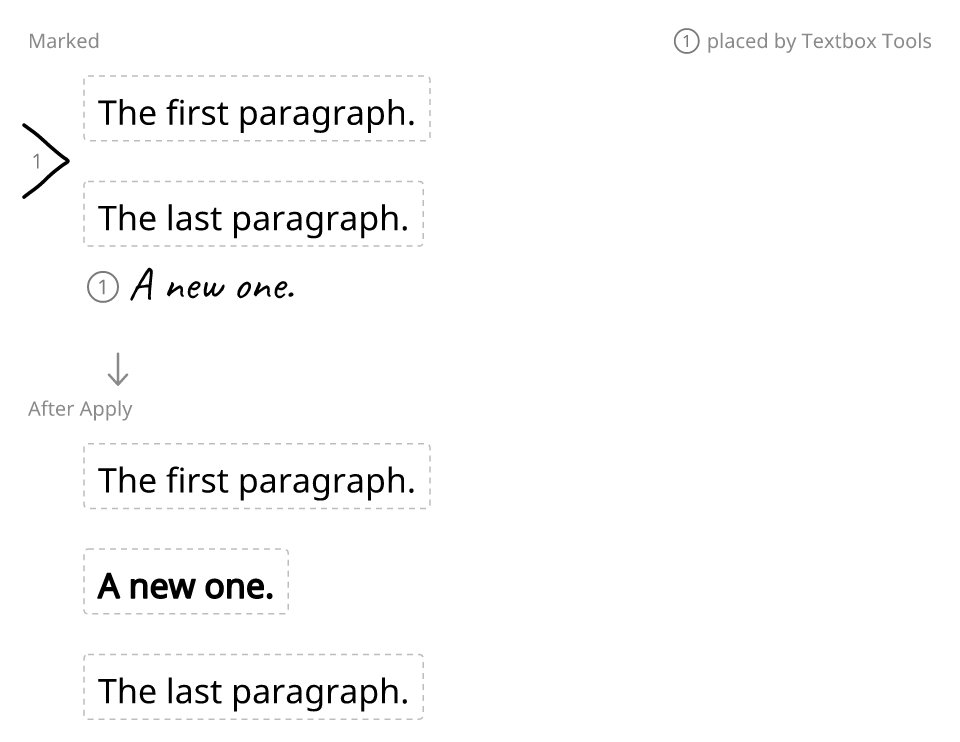 Marked
① placed by Textbox Tools
The first paragraph.
1
The last paragraph.
① A new one.
After Apply
The first paragraph.
A new one.
The last paragraph.